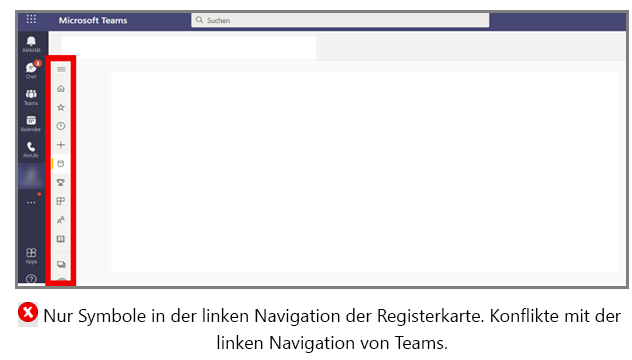 Microsoft Teams
Suchen
Aktivität
Chat
Teams
Kalender
Anrufe
Apps
Nur Symbole in der linken Navigation der Registerkarte. Konflikte mit der
linken Navigation von Teams.